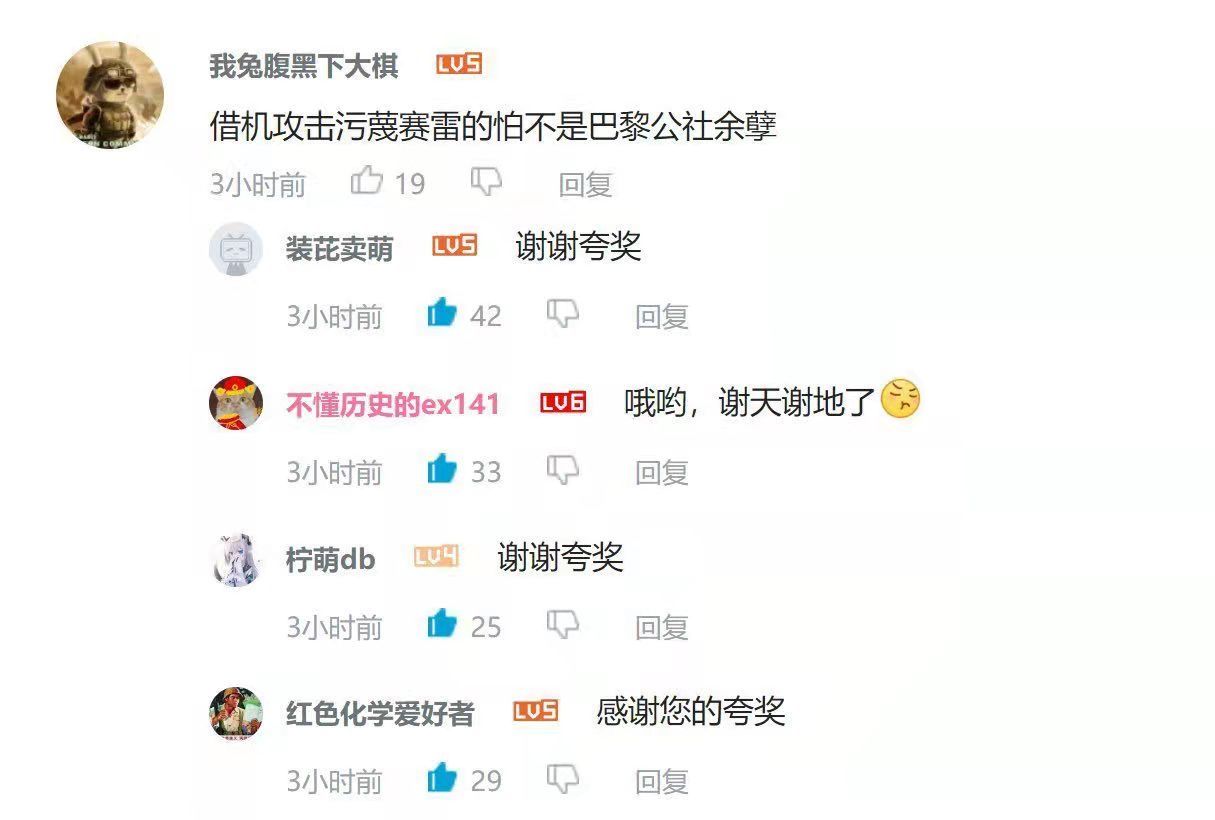 我兔腹黑下大棋 LV5
借机攻击污蔑赛雷的怕不是巴黎公社余孽
3小时前 19 回复
装芘卖萌 LV5 谢谢夸奖
3小时前 42 回复
不懂历史的ex141 LV6 哦哟，谢天谢地了
3小时前 33 回复
柠萌db LV4 谢谢夸奖
3小时前 25 回复
红色化学爱好者 LV5 感谢您的夸奖
3小时前 29 回复